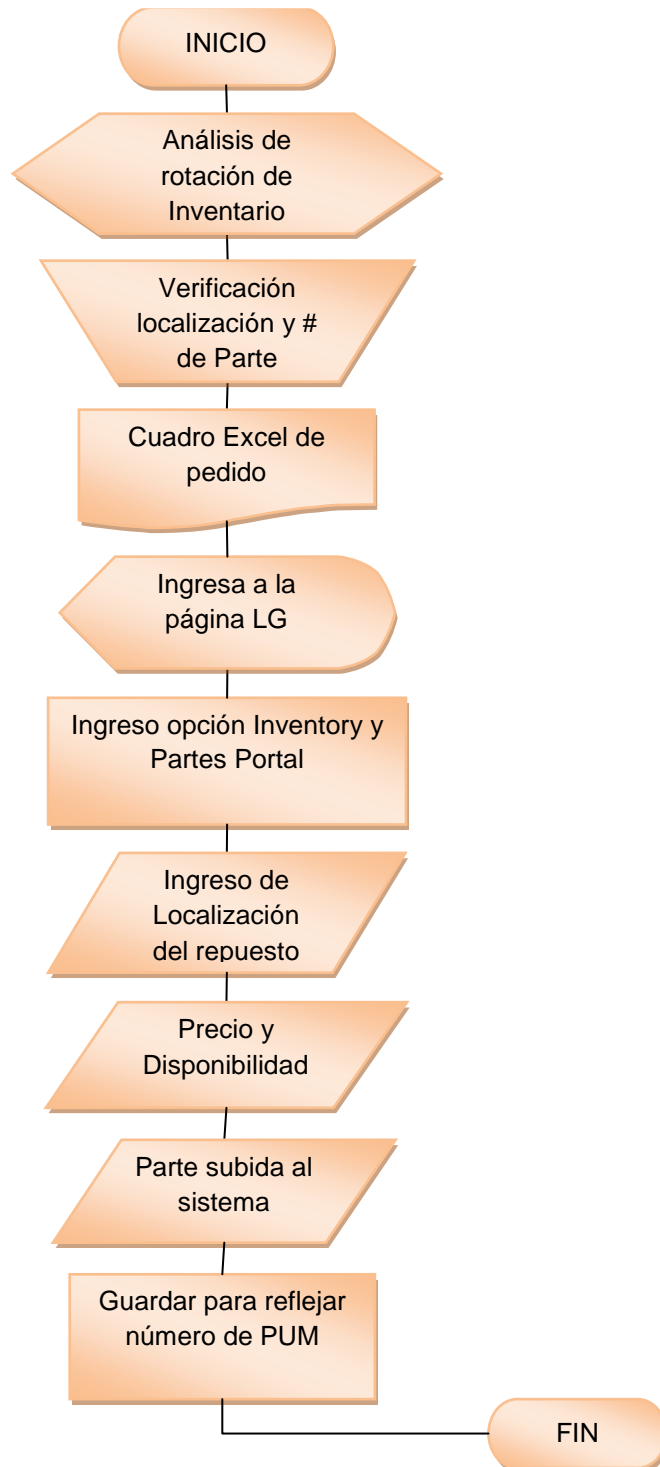 INICIO
Análisis de
rotación de
Inventario
Verificación
localización y #
de Parte
Cuadro Excel de
pedido
Ingresa a la
página LG
Ingreso opción Inventory y
Partes Portal
Ingreso de
Localización
del repuesto
Precio y
Disponibilidad
Parte subida al
sistema
Guardar para reflejar
número de PUM
FIN